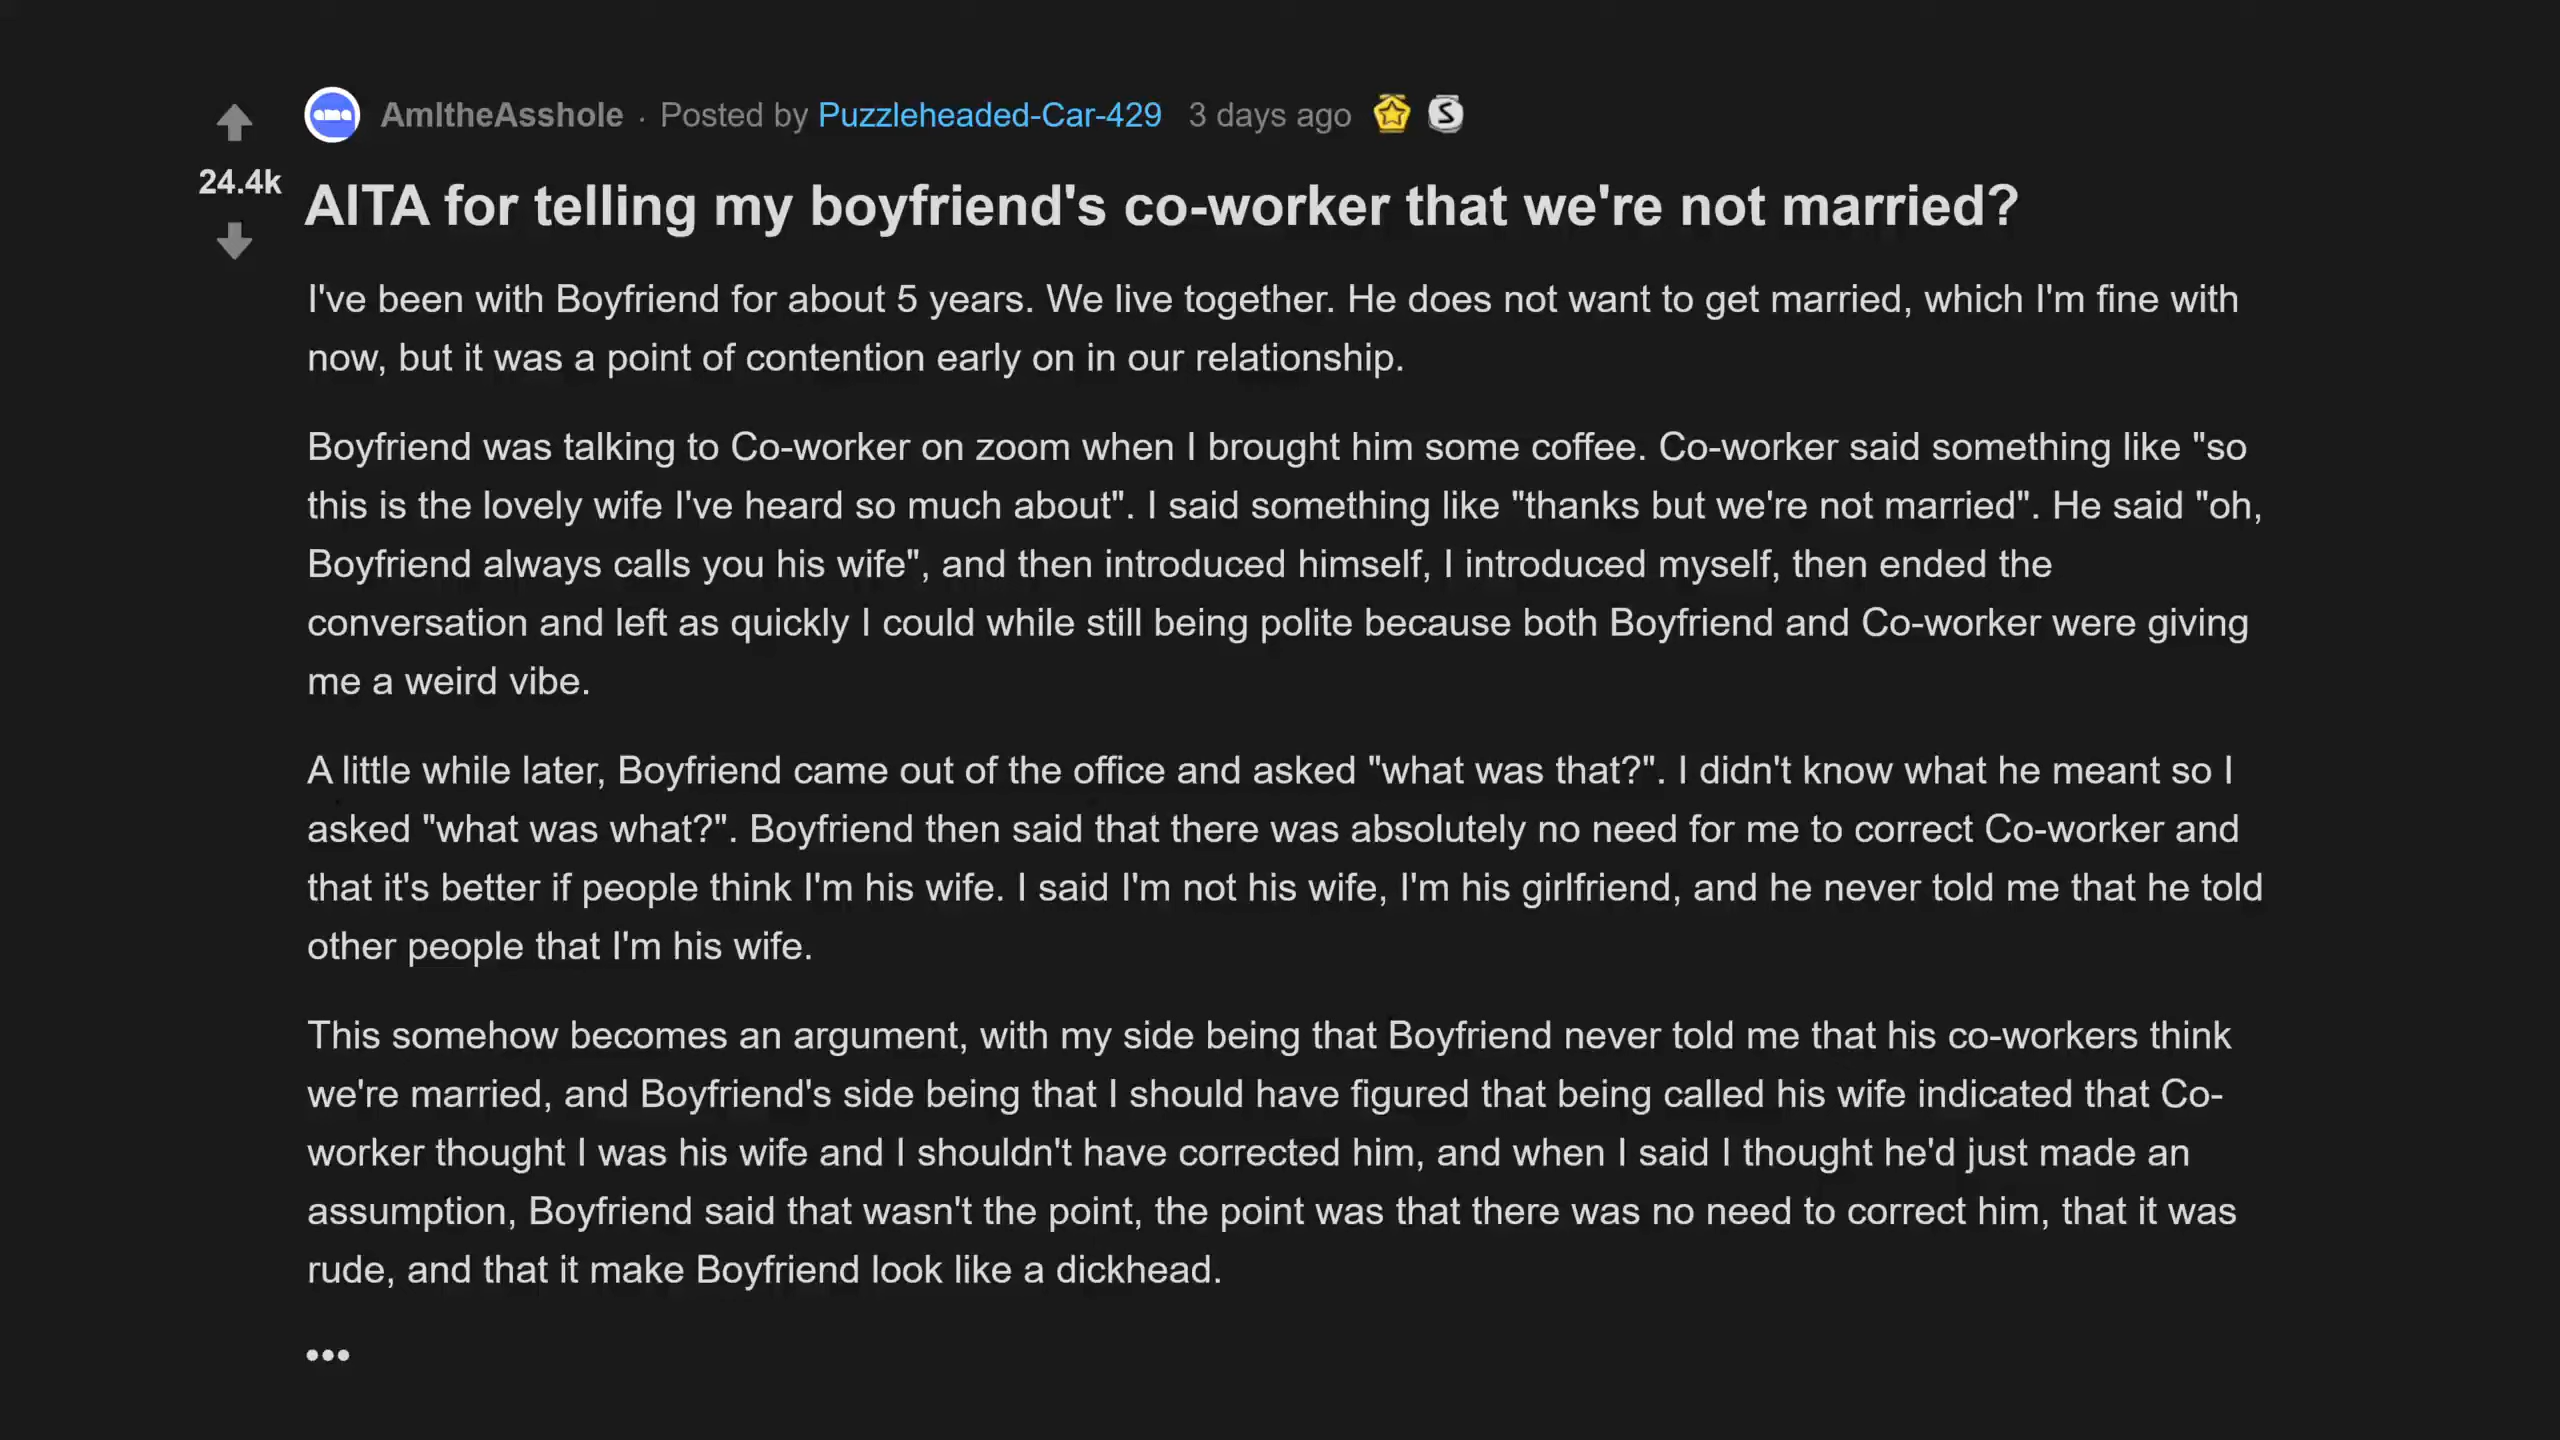 AmItheAsshole · Posted by Puzzleheaded-Car-429 3 days ago
24.4k
AITA for telling my boyfriend's co-worker that we're not married?
I've been with Boyfriend for about 5 years. We live together. He does not want to get married, which I'm fine with
now, but it was a point of contention early on in our relationship.
Boyfriend was talking to Co-worker on zoom when I brought him some coffee. Co-worker said something like "so
this is the lovely wife I've heard so much about". I said something like "thanks but we're not married". He said "oh,
Boyfriend always calls you his wife", and then introduced himself, I introduced myself, then ended the
conversation and left as quickly I could while still being polite because both Boyfriend and Co-worker were giving
me a weird vibe.
A little while later, Boyfriend came out of the office and asked "what was that?". I didn't know what he meant so I
asked "what was what?". Boyfriend then said that there was absolutely no need for me to correct Co-worker and
that it's better if people think I'm his wife. I said I'm not his wife, I'm his girlfriend, and he never told me that he told
other people that I'm his wife.
This somehow becomes an argument, with my side being that Boyfriend never told me that his co-workers think
we're married, and Boyfriend's side being that I should have figured that being called his wife indicated that Co-
worker thought I was his wife and I shouldn't have corrected him, and when I said I thought he'd just made an
assumption, Boyfriend said that wasn't the point, the point was that there was no need to correct him, that it was
rude, and that it make Boyfriend look like a dickhead.
•••